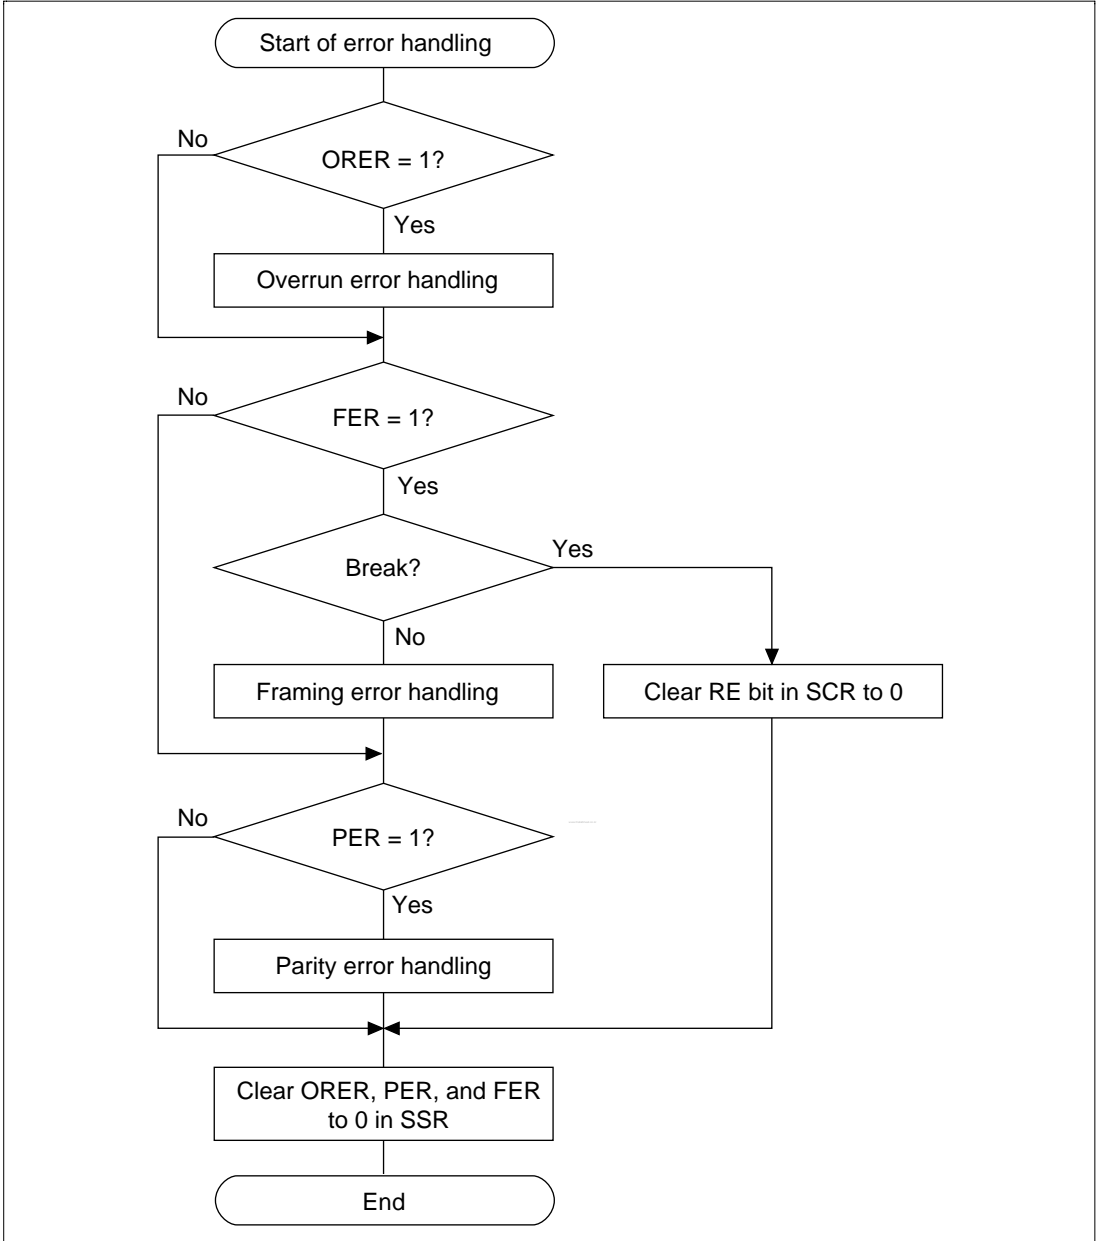 Start of error handling
No
ORER = 1?
Yes
Overrun error handling
No
FER = 1?
Yes
Break?
Yes
No
Framing error handling
Clear RE bit in SCR to 0
No
PER = 1?
Yes
Parity error handling
Clear ORER, PER, and FER
to 0 in SSR
End